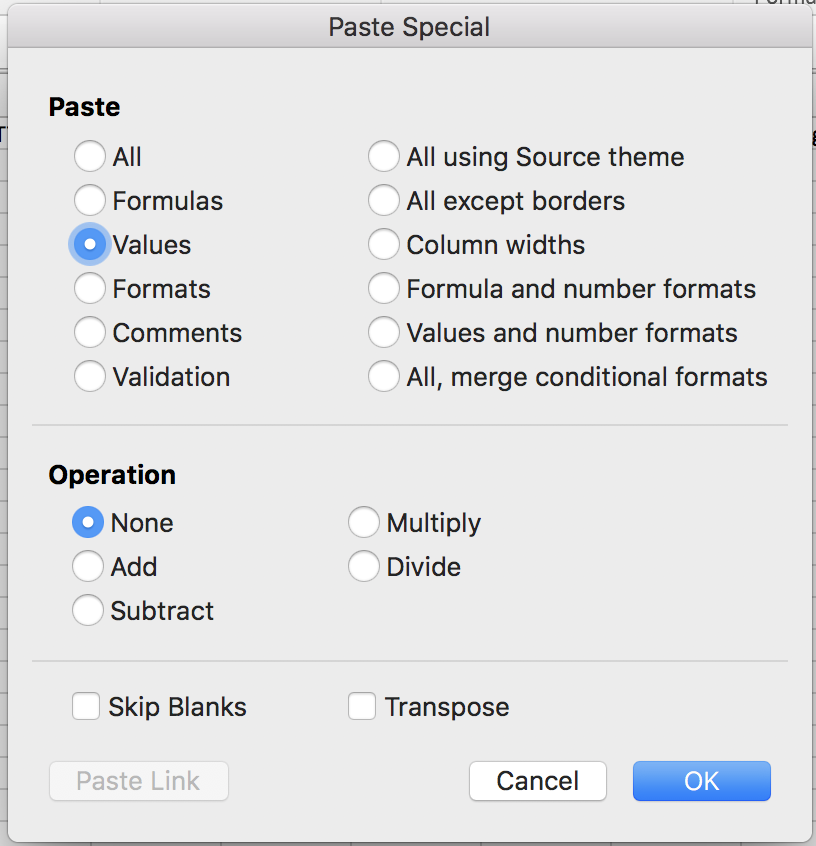 Paste Special
Paste
All
All using Source theme
Formulas
All except borders
Values
Column widths
Formats
Formula and number formats
Comments
Values and number formats
Validation
All, merge conditional formats
Operation
None
Multiply
Add
Divide
Subtract
Skip Blanks
Transpose
Paste Link
Cancel
OK